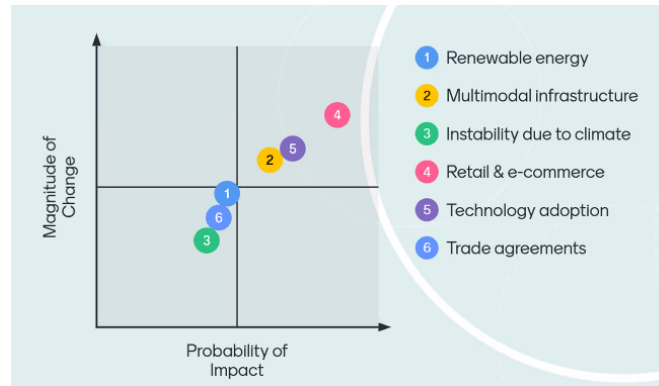 1 Renewable energy
2 Multimodal infrastructure
3 Instability due to climate
4 Retail & e-commerce
5 Technology adoption
6 Trade agreements
4
5
2
1
6
3
Magnitude of
Change
Probability of
Impact